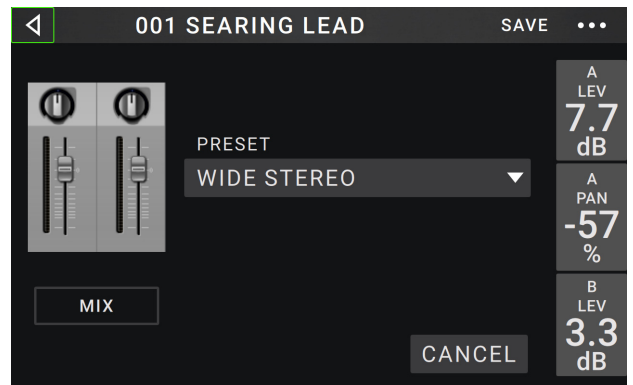 001 SEARING LEAD
SAVE
PRESET
WIDE STEREO
MIX
CANCEL
A
LEV
7.7
dB
A
PAN
-57
%
B
LEV
3.3
dB